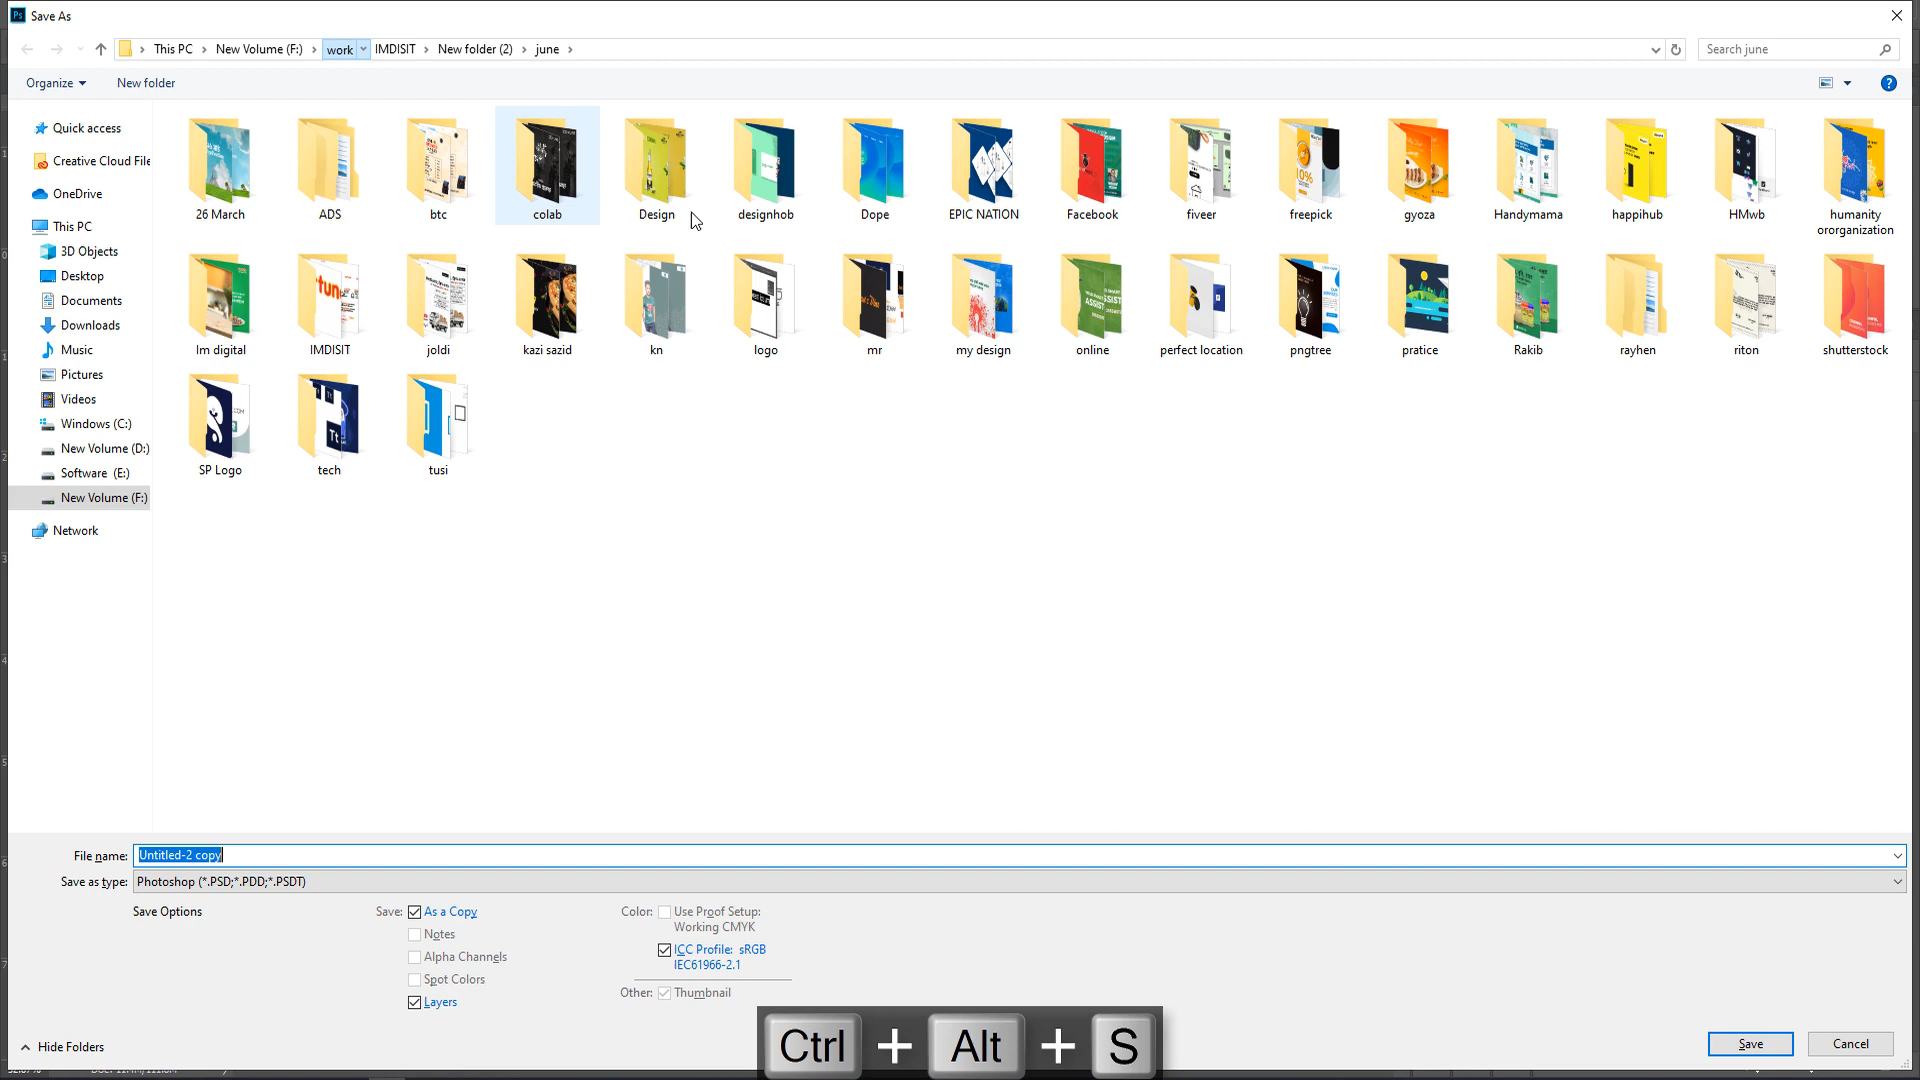 Ps Save As
This PC New Volume (F:) work IMDISIT New folder (2) june
Search june
Organize New folder
Quick access
Creative Cloud File
OneDrive
This PC
3D Objects
Desktop
Documents
Downloads
Music
Pictures
Videos
Windows (C:)
New Volume (D:)
Software (E:)
New Volume (F:)
Network
26 March ADS btc colab Design designhob Dope EPIC NATION Facebook fiveer freepick gyoza Handymama happihub HMwb humanity
ororganization
Im digital IMDISIT joldi kazi sazid kn logo mr my design online perfect location pngtree pratice Rakib rayhen riton shutterstock
SP Logo tech tusi
File name: Untitled-2 copy
Save as type: Photoshop (*.PSD;*.PDD;*.PSDT)
Save Options Save: As a Copy Color: Use Proof Setup:
Working CMYK
Notes
ICC Profile: sRGB
Alpha Channels
IEC61966-2.1
Spot Colors
Other: Thumbnail
Layers
Hide Folders
Ctrl + Alt + S
Save Cancel